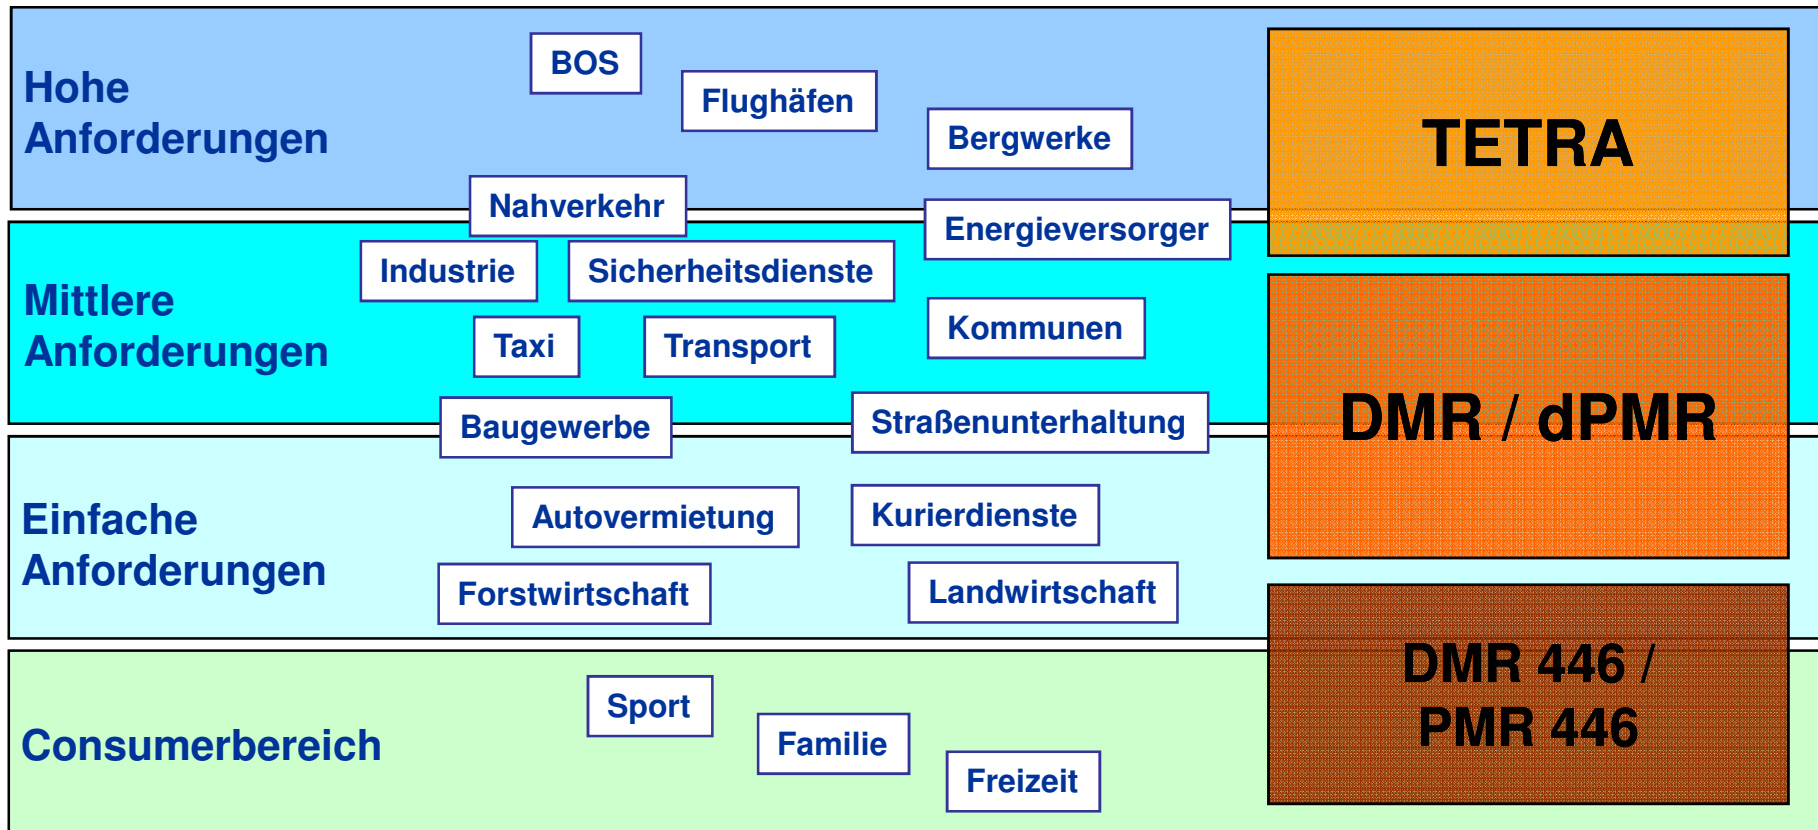 Hohe
Anforderungen
BOS
Flughäfen
Bergwerke
TETRA
Nahverkehr
Energieversorger
Mittlere
Anforderungen
Industrie
Sicherheitsdienste
Kommunen
Taxi
Transport
DMR / dPMR
Baugewerbe
Straßenunterhaltung
Einfache
Anforderungen
Autovermietung
Kurierdienste
Forstwirtschaft
Landwirtschaft
DMR 446 /
PMR 446
Consumerbereich
Sport
Familie
Freizeit